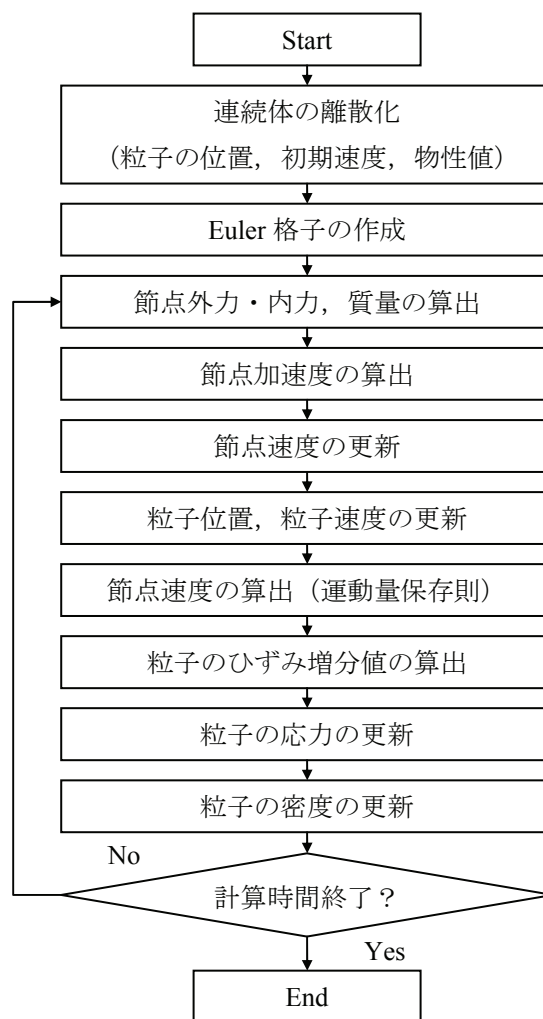 Start
連続体の離散化
（粒子の位置，初期速度，物性値）
Euler 格子の作成
節点外力・内力，質量の算出
節点加速度の算出
節点速度の更新
粒子位置，粒子速度の更新
節点速度の算出（運動量保存則）
粒子のひずみ増分値の算出
粒子の応力の更新
粒子の密度の更新
No
計算時間終了？
Yes
End